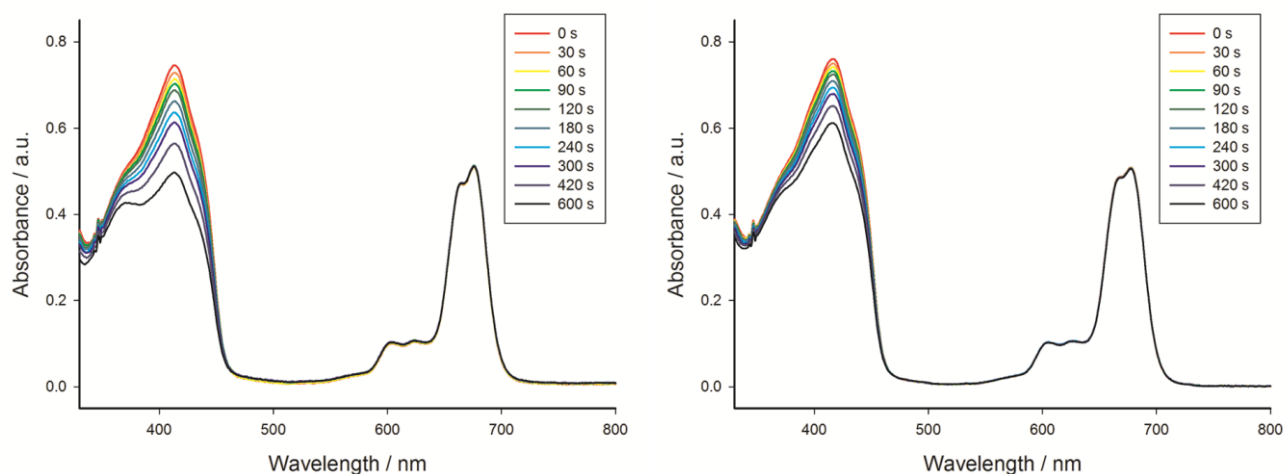 0.8
0.6
0.4
0.2
0.0
Absorbance / a.u.
400
500
600
700
800
Wavelength / nm
0 s
30 s
60 s
90 s
120 s
180 s
240 s
300 s
420 s
600 s
0.8
0.6
0.4
0.2
0.0
Absorbance / a.u.
400
500
600
700
800
Wavelength / nm
0 s
30 s
60 s
90 s
120 s
180 s
240 s
300 s
420 s
600 s